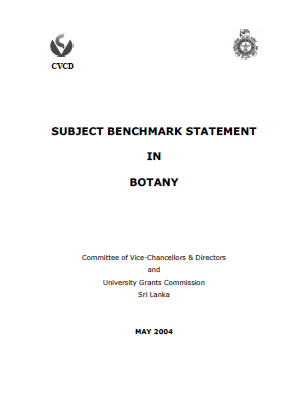 CVCD
SUBJECT BENCHMARK STATEMENT
IN
BOTANY
Committee of Vice-Chancellors & Directors
and
University Grants Commission
Sri Lanka
MAY 2004